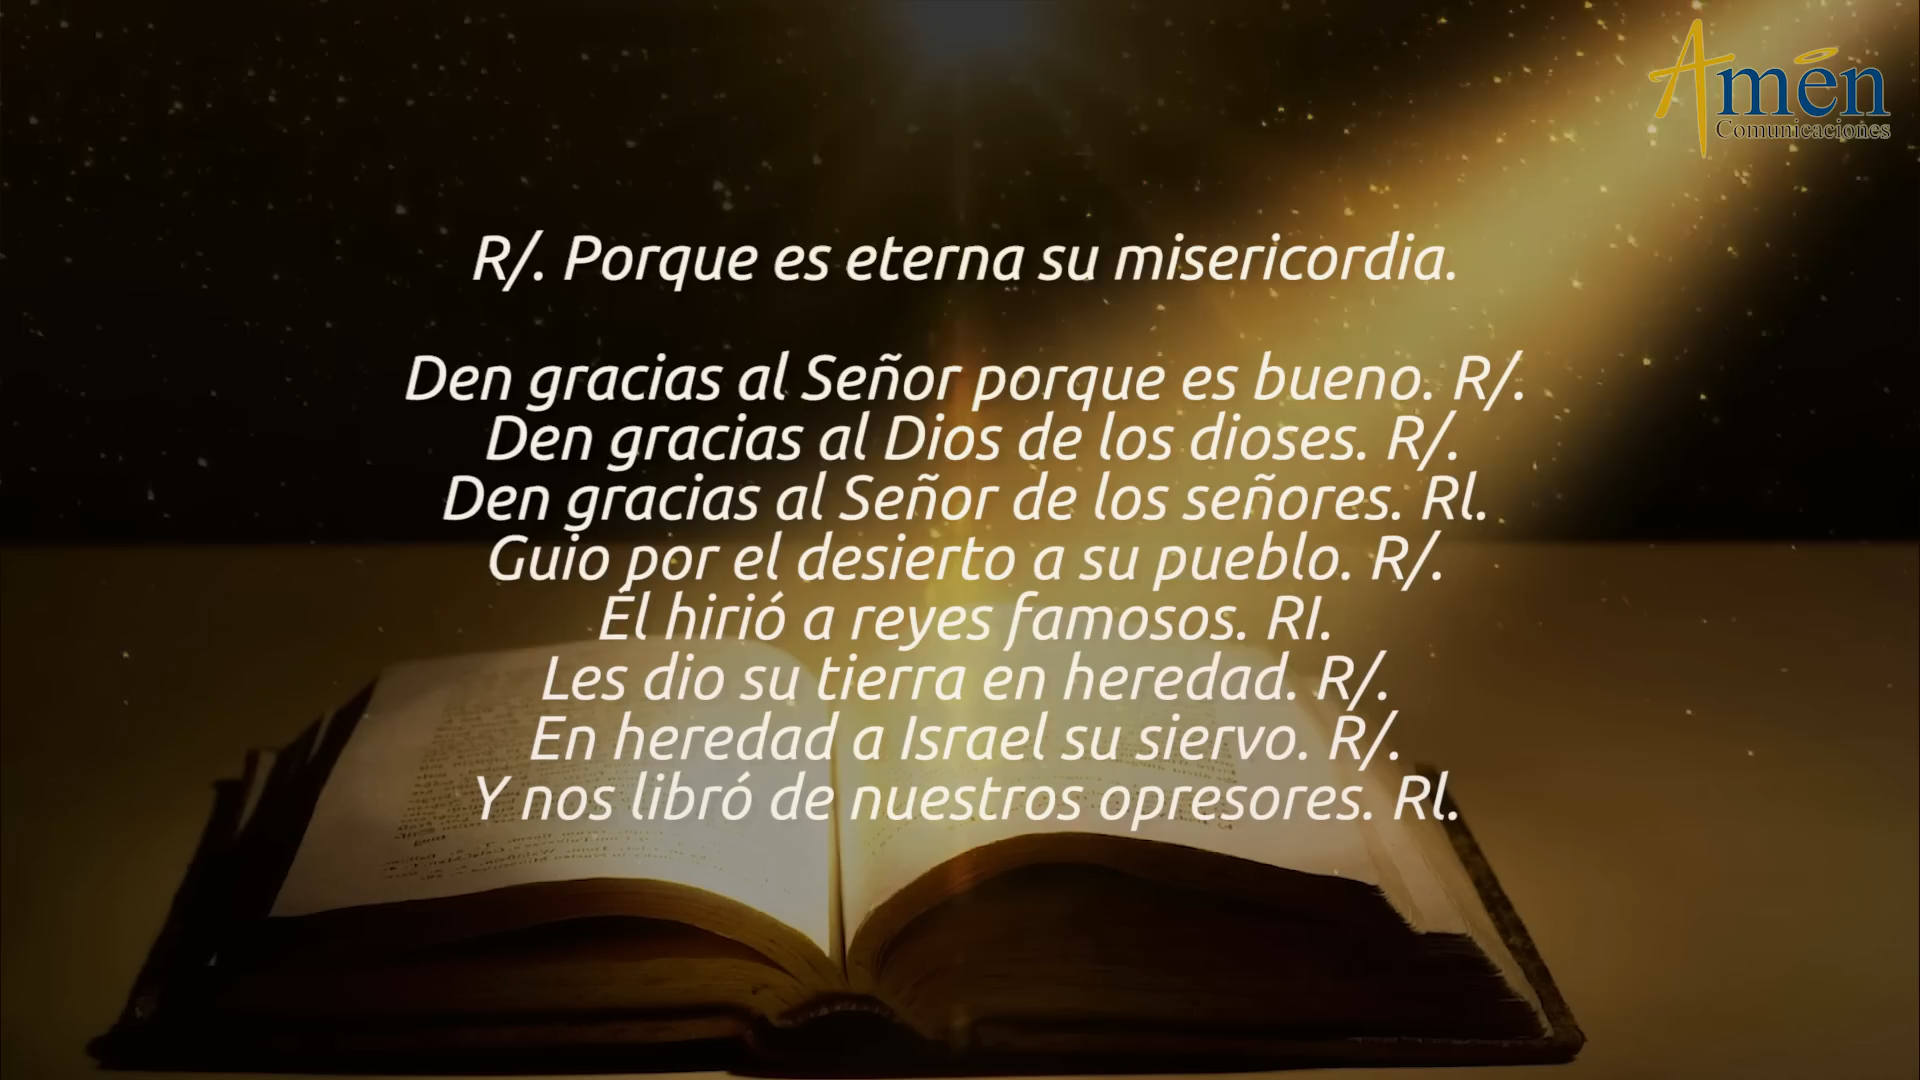 Amén
Comunicaciones
R/. Porque es eterna su misericordia.
Den gracias al Señor porque es bueno. R/.
Den gracias al Dios de los dioses. R/.
Den gracias al Señor de los señores. Rl.
Guio por el desierto a su pueblo. R/.
Él hirió a reyes famosos. RI.
Les dio su tierra en heredad. R/.
En heredad a Israel su siervo. R/.
Y nos libró de nuestros opresores. Rl.